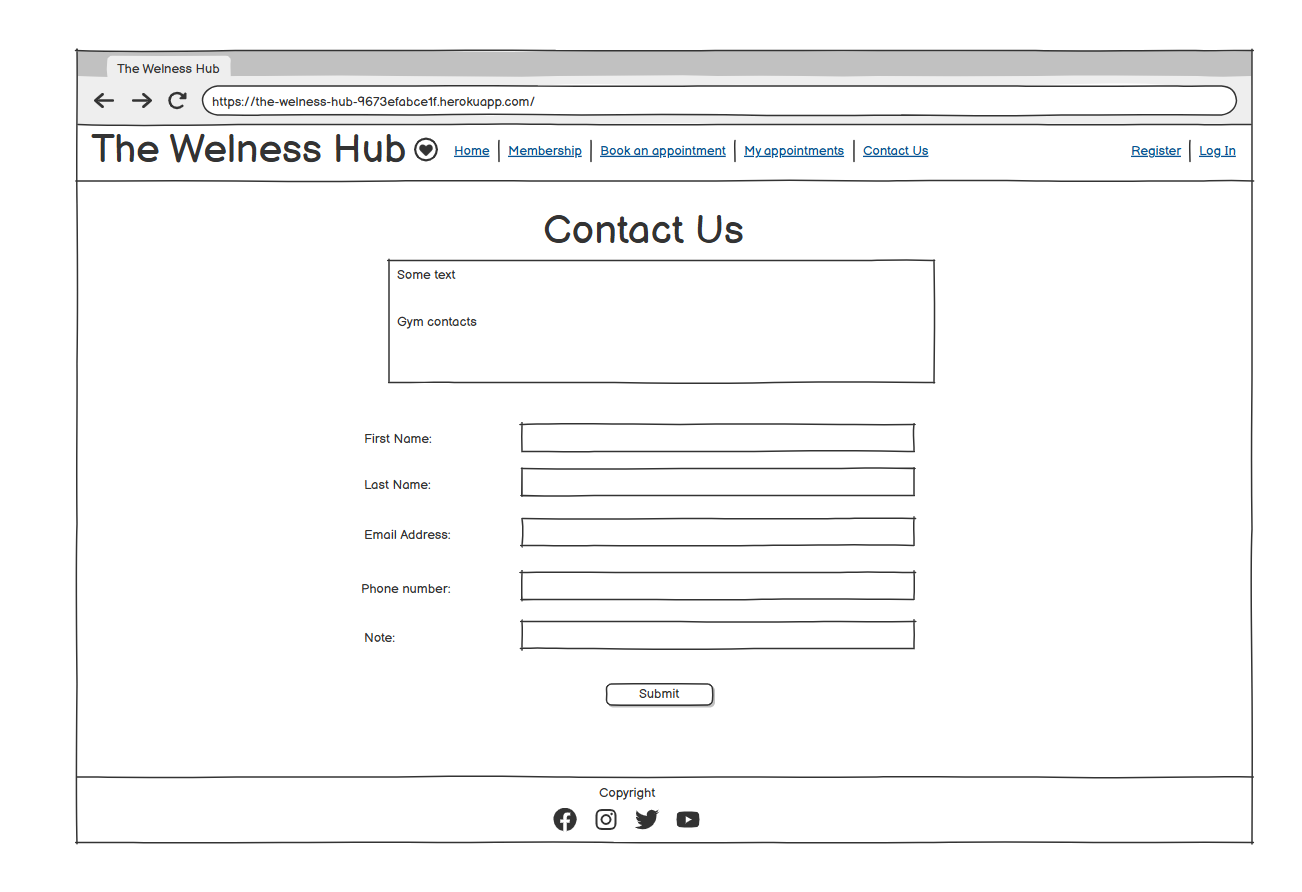 The Welness Hub
https://the-welness-hub-9673efabce1f.herokuapp.com/
The Welness Hub Home Membership Book an appointment My appointments Contact Us Register Log In
Contact Us
Some text
Gym contacts
First Name:
Last Name:
Email Address:
Phone number:
Note:
Submit
Copyright